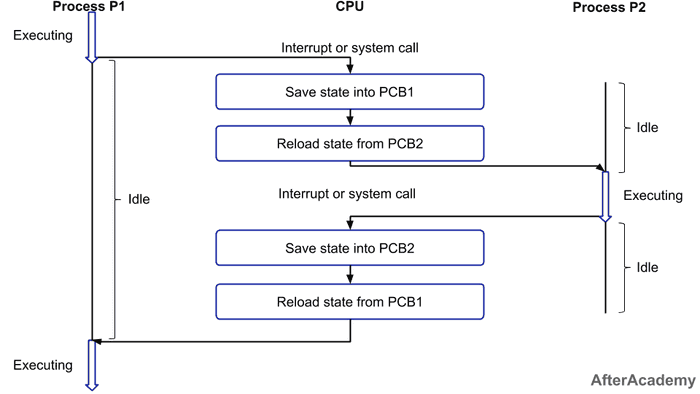 Process P1
CPU
Process P2
Executing
Interrupt or system call
Save state into PCB1
Idle
Reload state from PCB2
Interrupt or system call
Executing
Idle
Save state into PCB2
Idle
Reload state from PCB1
Executing
AfterAcademy